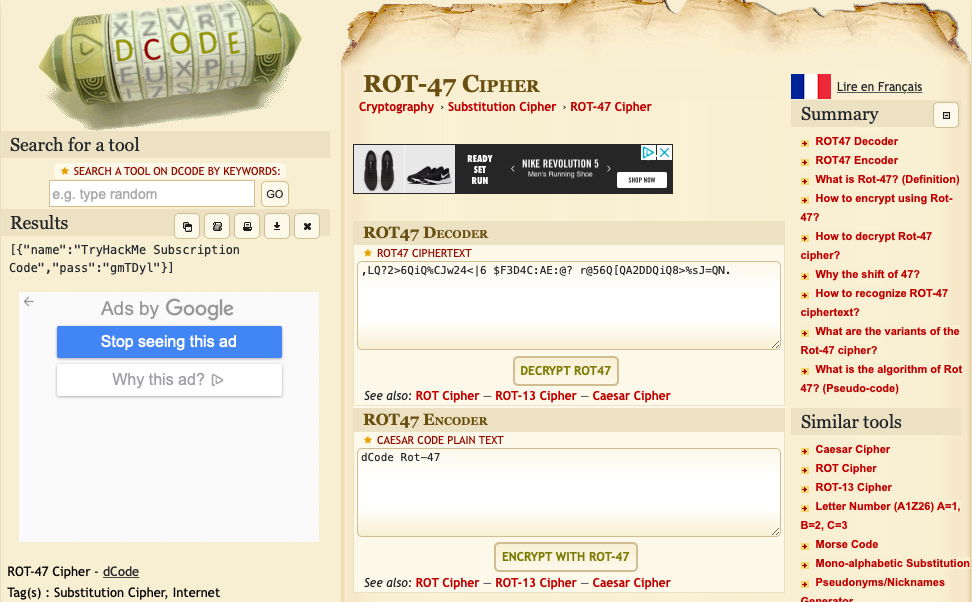 X Z V R T
D C O D E
E U X P I
Search for a tool
★ SEARCH A TOOL ON DCODE BY KEYWORDS:
e.g. type random
GO
Results
[{"name":"TryHackMe Subscription
Code","pass":"gmTDyl"}]
Ads by Google
Stop seeing this ad
Why this ad?
ROT-47 Cipher - dCode
Tag(s) : Substitution Cipher, Internet
ROT-47 Cipher
Cryptography › Substitution Cipher › ROT-47 Cipher
READY
SET
RUN
NIKE REVOLUTION 5
Men's Running Shoe
SHOP NOW
ROT47 Decoder
★ ROT47 CIPHERTEXT
,LQ?2>6QiQ%CJw24<|6 $F3D4C:AE:@? r@56Q[QA2DDQiQ8>%sJ=QN.
DECRYPT ROT47
See also: ROT Cipher — ROT-13 Cipher — Caesar Cipher
ROT47 Encoder
★ CAESAR CODE PLAIN TEXT
dCode Rot-47
ENCRYPT WITH ROT-47
See also: ROT Cipher — ROT-13 Cipher — Caesar Cipher
Lire en Français
Summary
ROT47 Decoder
ROT47 Encoder
What is Rot-47? (Definition)
How to encrypt using Rot-
47?
How to decrypt Rot-47
cipher?
Why the shift of 47?
How to recognize ROT-47
ciphertext?
What are the variants of the
Rot-47 cipher?
What is the algorithm of Rot
47? (Pseudo-code)
Similar tools
Caesar Cipher
ROT Cipher
ROT-13 Cipher
Letter Number (A1Z26) A=1,
B=2, C=3
Morse Code
Mono-alphabetic Substitution
Pseudonyms/Nicknames
Generator